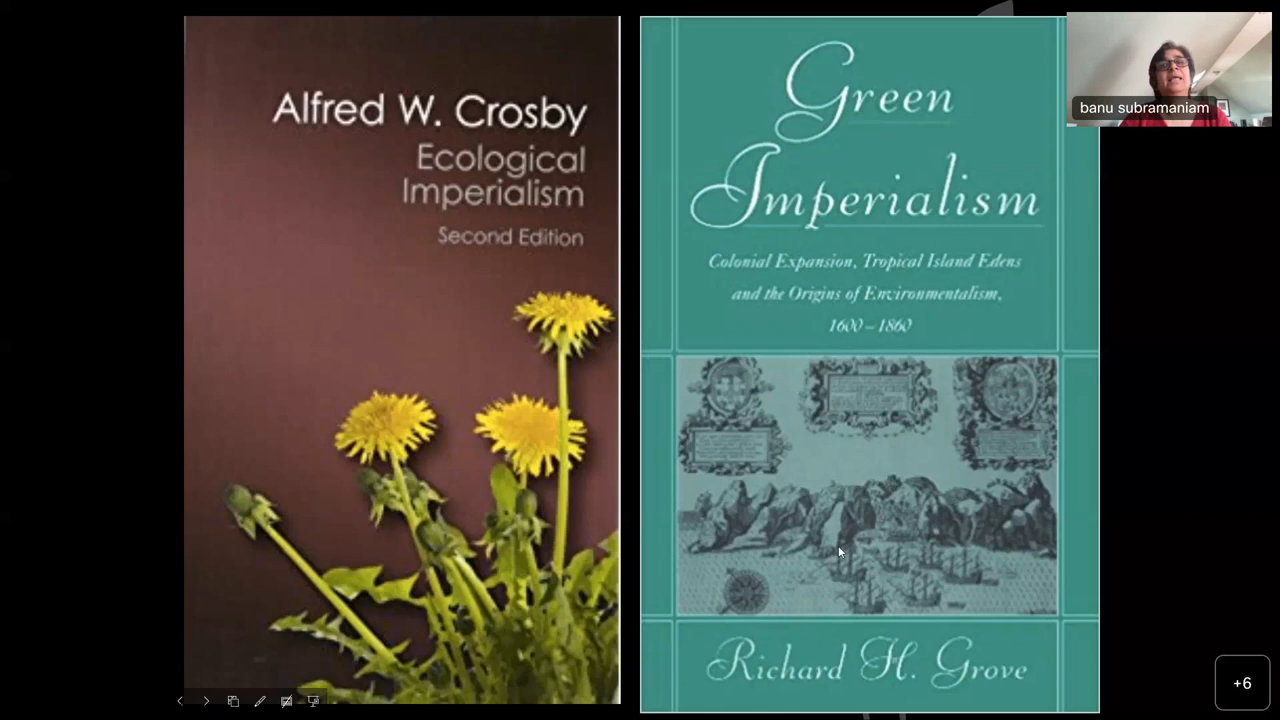 Alfred W. Crosby
Ecological
Imperialism
Second Edition
Green
Imperialism
Colonial Expansion, Tropical Island Edens
and the Origins of Environmentalism,
1600–1860
Richard H. Grove
banu subramaniam
+6